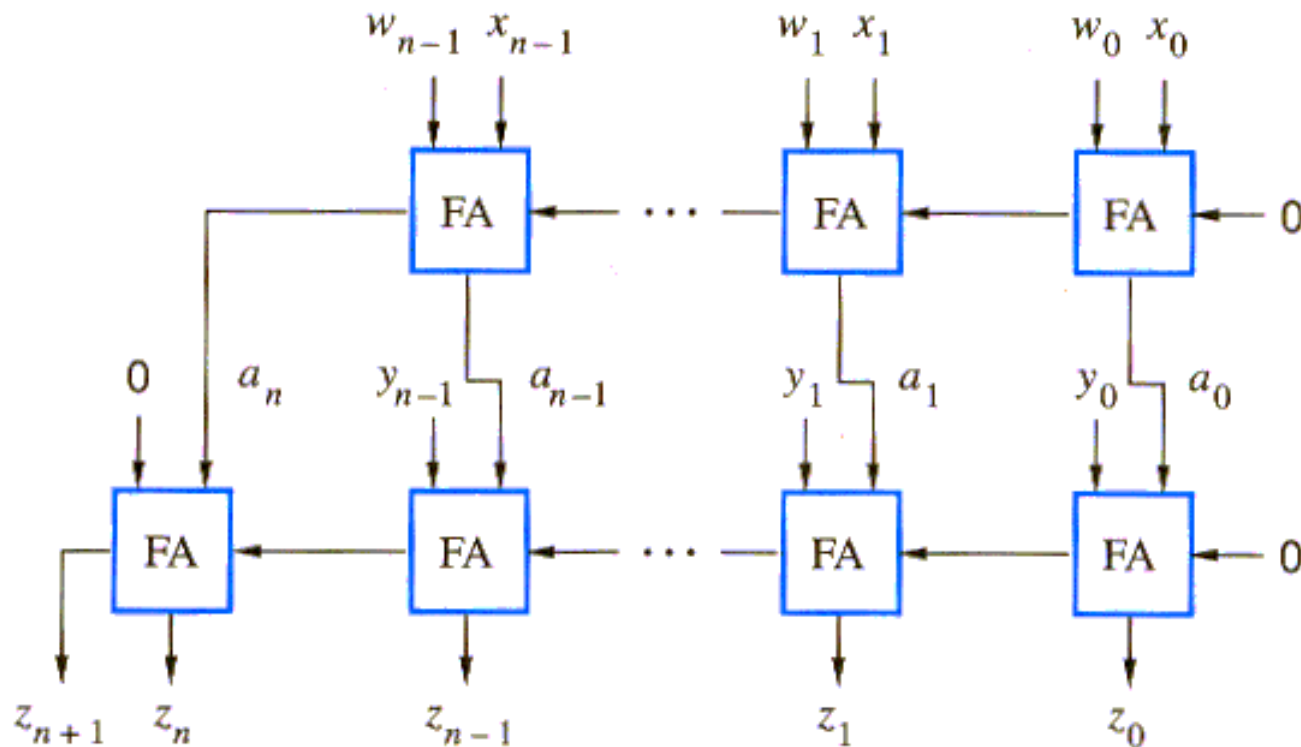 w_{n-1} x_{n-1} w_1 x_1 w_0 x_0
FA ... FA FA 0
0 a_n y_{n-1} a_{n-1} y_1 a_1 y_0 a_0
FA FA ... FA FA 0
z_{n+1} z_n z_{n-1} z_1 z_0